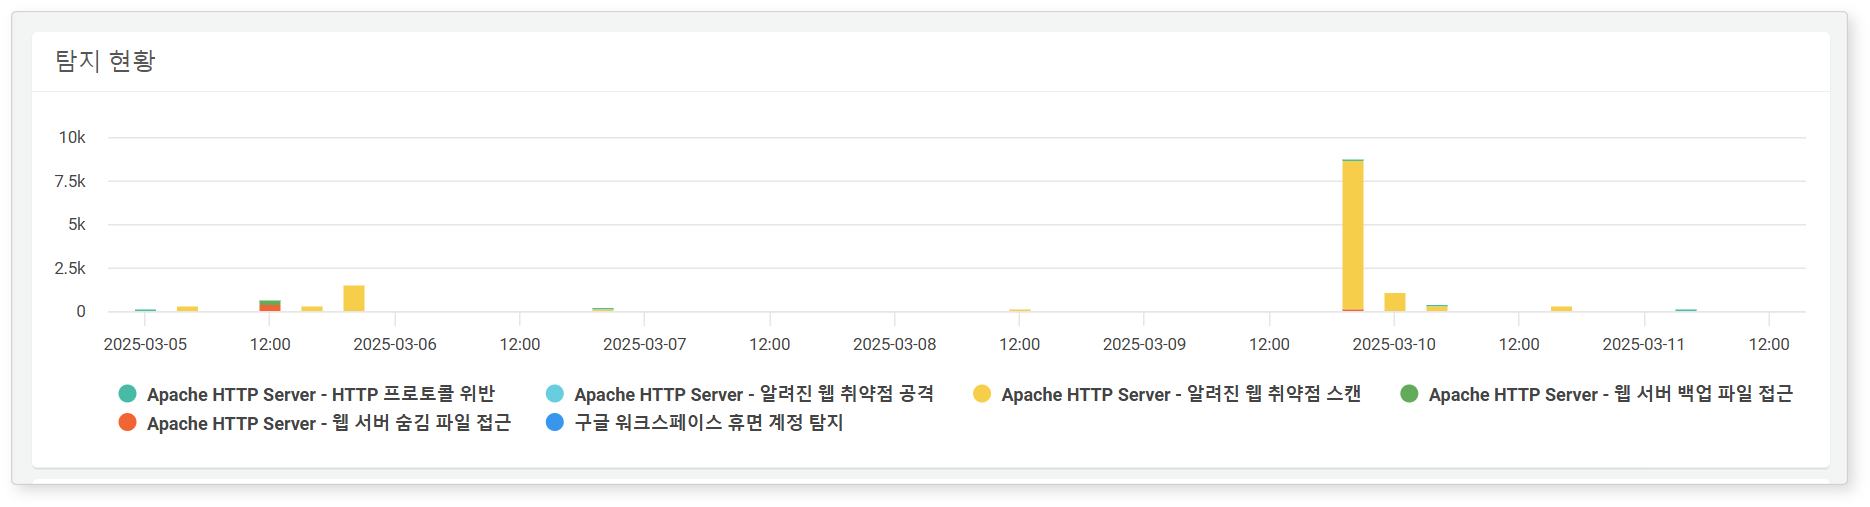 탐지 현황
10k
7.5k
5k
2.5k
0
2025-03-05 12:00 2025-03-06 12:00 2025-03-07 12:00 2025-03-08 12:00 2025-03-09 12:00 2025-03-10 12:00 2025-03-11 12:00
Apache HTTP Server - HTTP 프로토콜 위반 Apache HTTP Server - 알려진 웹 취약점 공격 Apache HTTP Server - 알려진 웹 취약점 스캔 Apache HTTP Server - 웹 서버 백업 파일 접근
Apache HTTP Server - 웹 서버 숨김 파일 접근 구글 워크스페이스 휴면 계정 탐지